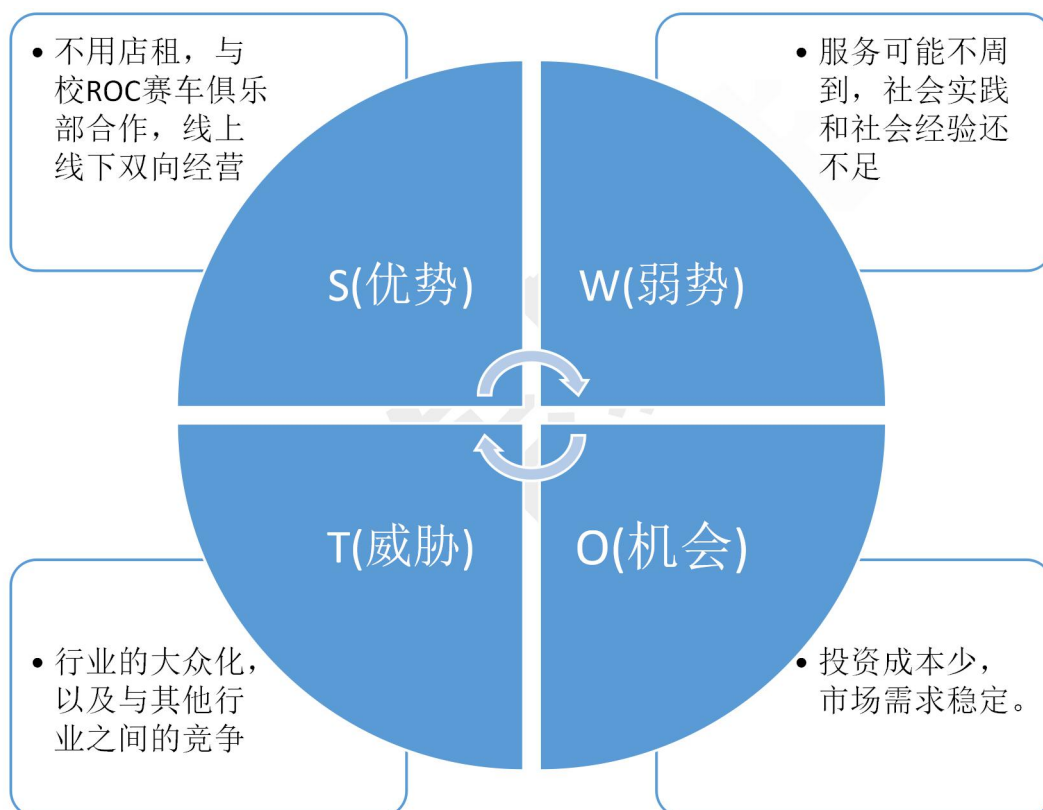 • 不用店租，与
校ROC赛车俱乐
部合作，线上
线下双向经营
• 服务可能不周
到，社会实践
和社会经验还
不足
S(优势)
W(弱势)
T(威胁)
O(机会)
• 行业的大众化，
以及与其他行
业之间的竞争
• 投资成本少，
市场需求稳定。